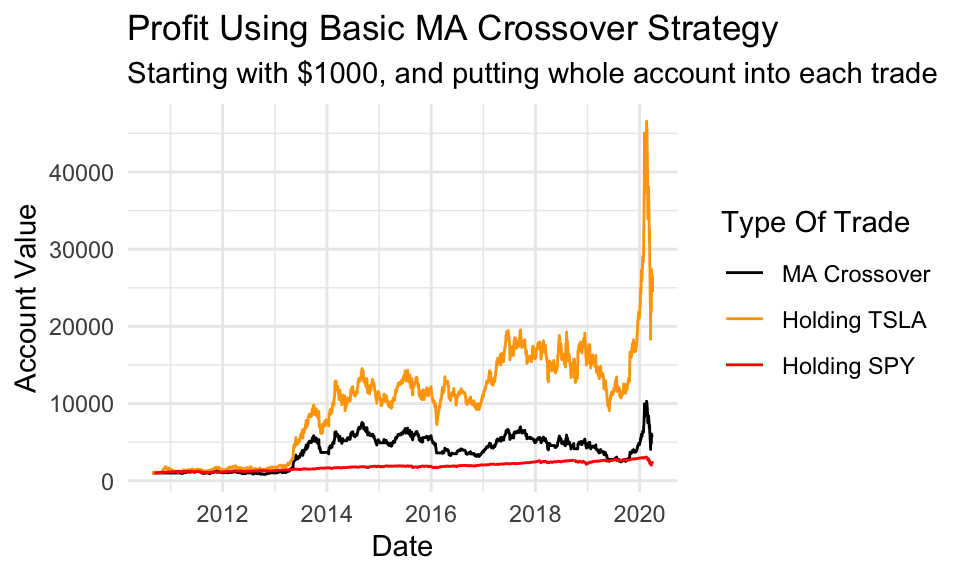 Profit Using Basic MA Crossover Strategy
Starting with $1000, and putting whole account into each trade
Account Value
40000
30000
20000
10000
0
2012 2014 2016 2018 2020
Date
Type Of Trade
MA Crossover
Holding TSLA
Holding SPY